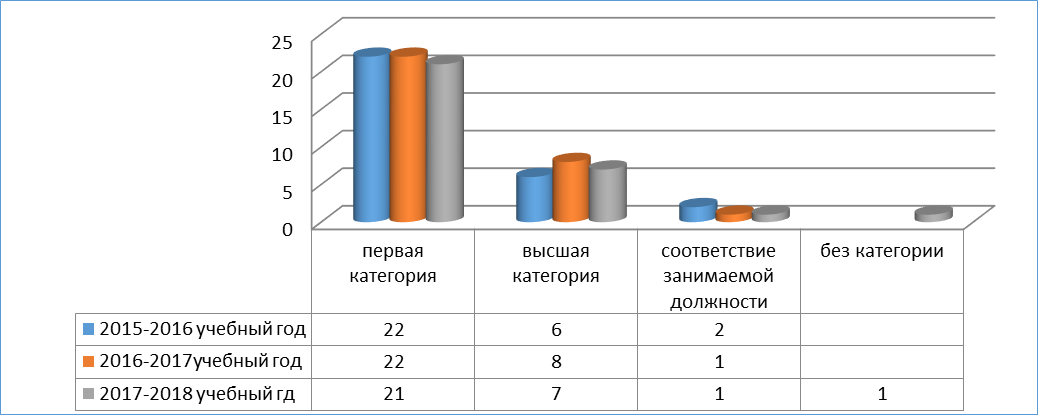 25
20
15
10
5
0
первая
категория
высшая
категория
соответствие
занимаемой
должности
без категории
2015-2016 учебный год 22 6 2
2016-2017учебный год 22 8 1
2017-2018 учебный гд 21 7 1 1